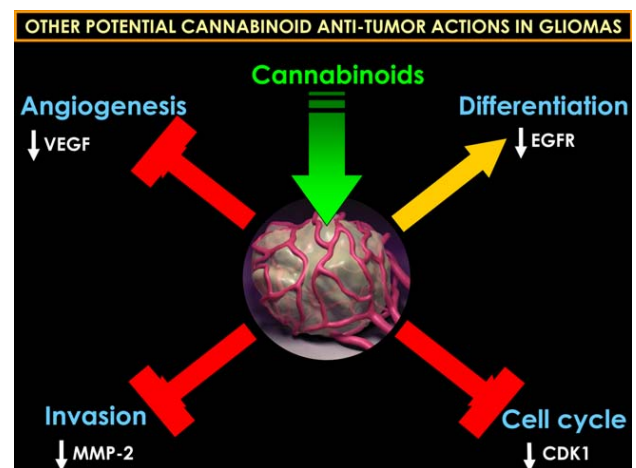 OTHER POTENTIAL CANNABINOID ANTI-TUMOR ACTIONS IN GLIOMAS
Cannabinoids
Angiogenesis
↓ VEGF
Differentiation
↓ EGFR
Invasion
↓ MMP-2
Cell cycle
↓ CDK1